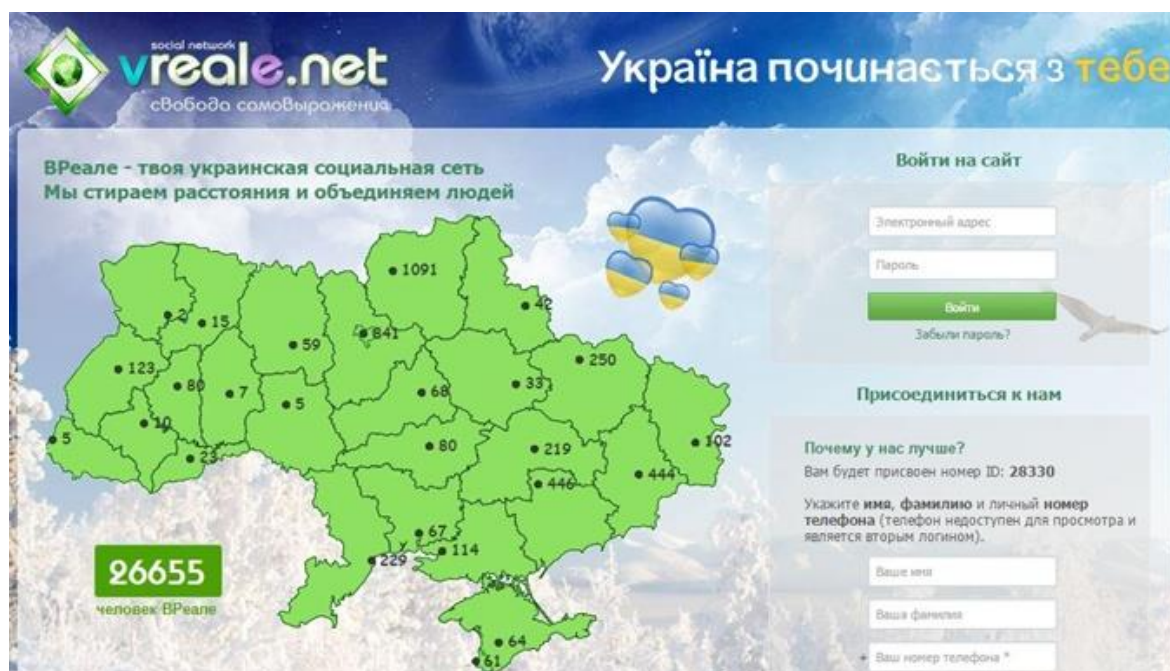 social network
vreale.net
свобода самовыражения
Україна починається з тебе
ВРеале - твоя украинская социальная сеть
Мы стираем расстояния и объединяем людей
1091
42
2
15
841
59
250
123
80
7
68
33
5
10
5
23
80
219
102
446
444
67
114
229
64
61
26655
человек ВРеале
Войти на сайт
Электронный адрес
Пароль
Войти
Забыли пароль?
Присоединиться к нам
Почему у нас лучше?
Вам будет присвоен номер ID: 28330
Укажите имя, фамилию и личный номер
телефона (телефон недоступен для просмотра и
является вторым логином).
Ваше имя
Ваша фамилия
+ Ваш номер телефона *